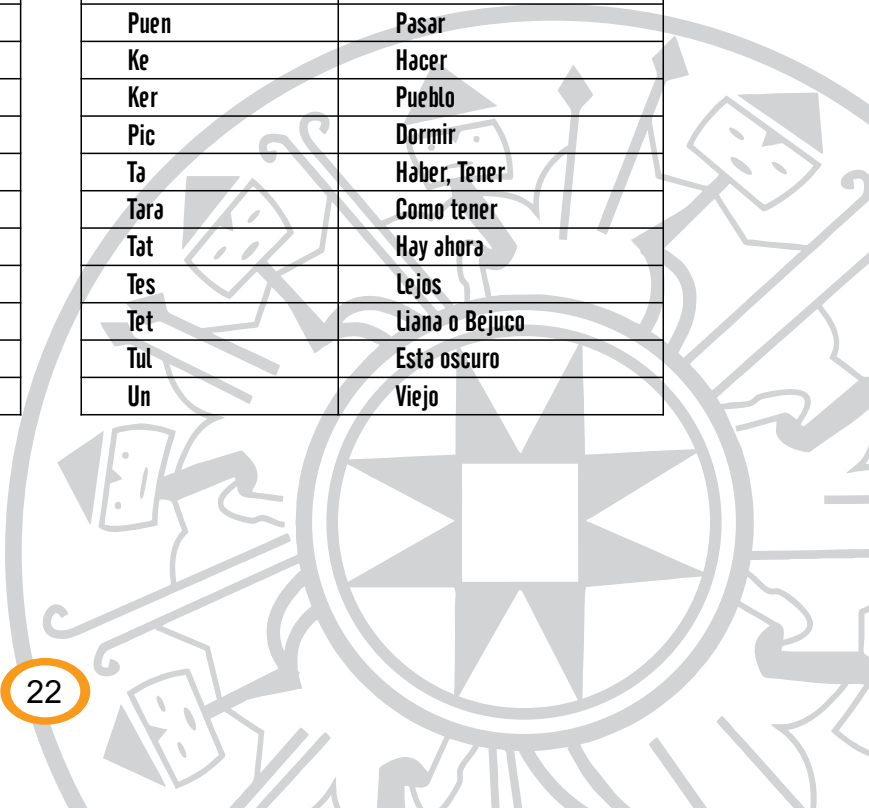 Puen Pasar
Ke Hacer
Ker Pueblo
Pic Dormir
Ta Haber, Tener
Tara Como tener
Tat Hay ahora
Tes Lejos
Tet Liana o Bejuco
Tul Esta oscuro
Un Viejo
22